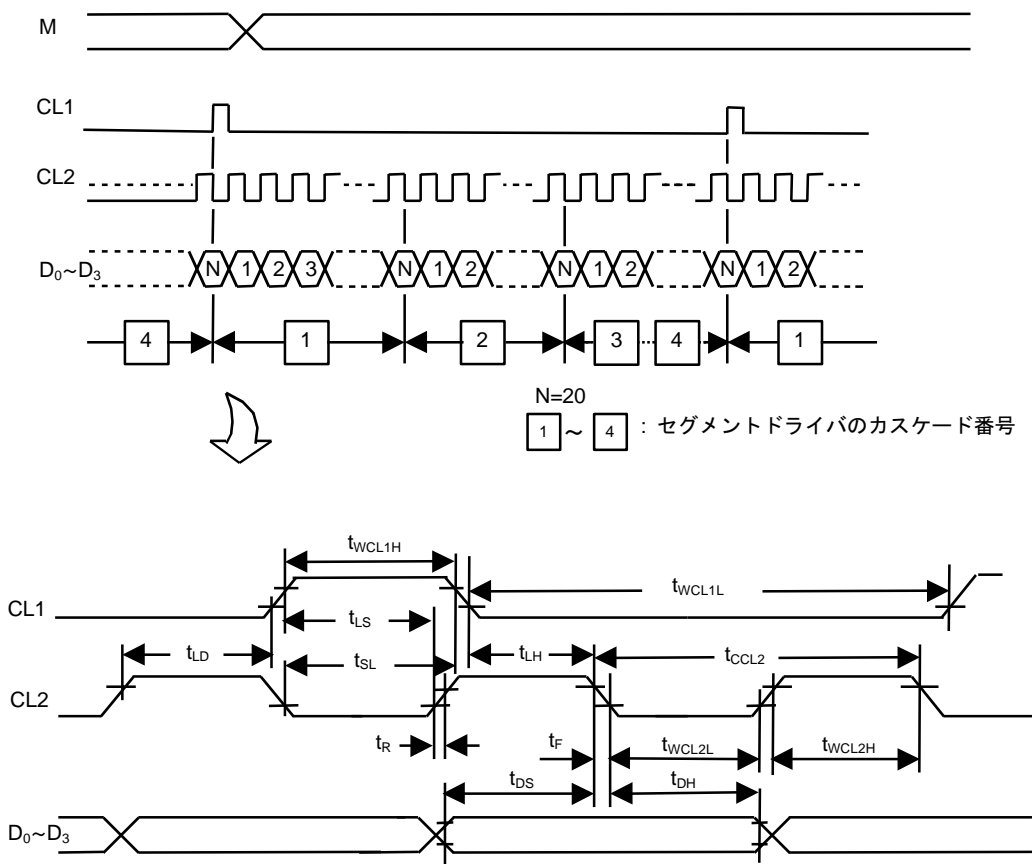 M
CL1
CL2
D0~D3
N 1 2 3 N 1 2 N 1 2 N 1 2
4 1 2 3 4 1
N=20
1 ~ 4 : セグメントドライバのカスケード番号
tWCL1H
CL1
tWCL1L
tLS
tLD
tSL
tLH
tCCL2
CL2
tR
tF
tWCL2L
tWCL2H
tDS
tDH
D0~D3